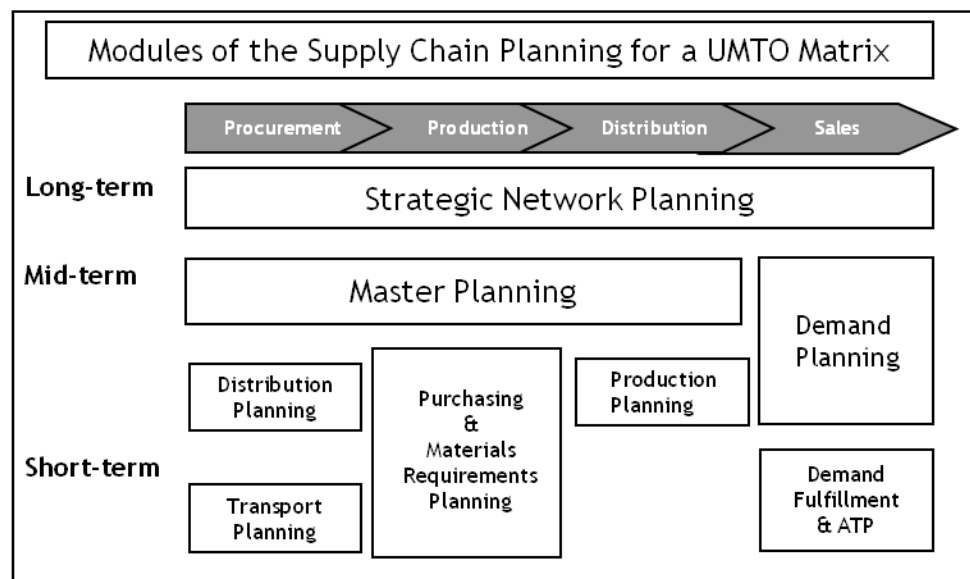 Modules of the Supply Chain Planning for a UMTO Matrix
Procurement
Production
Distribution
Sales
Long-term
Strategic Network Planning
Mid-term
Master Planning
Demand
Planning
Distribution
Planning
Purchasing
&
Materials
Requirements
Planning
Production
Planning
Short-term
Transport
Planning
Demand
Fulfillment
& ATP